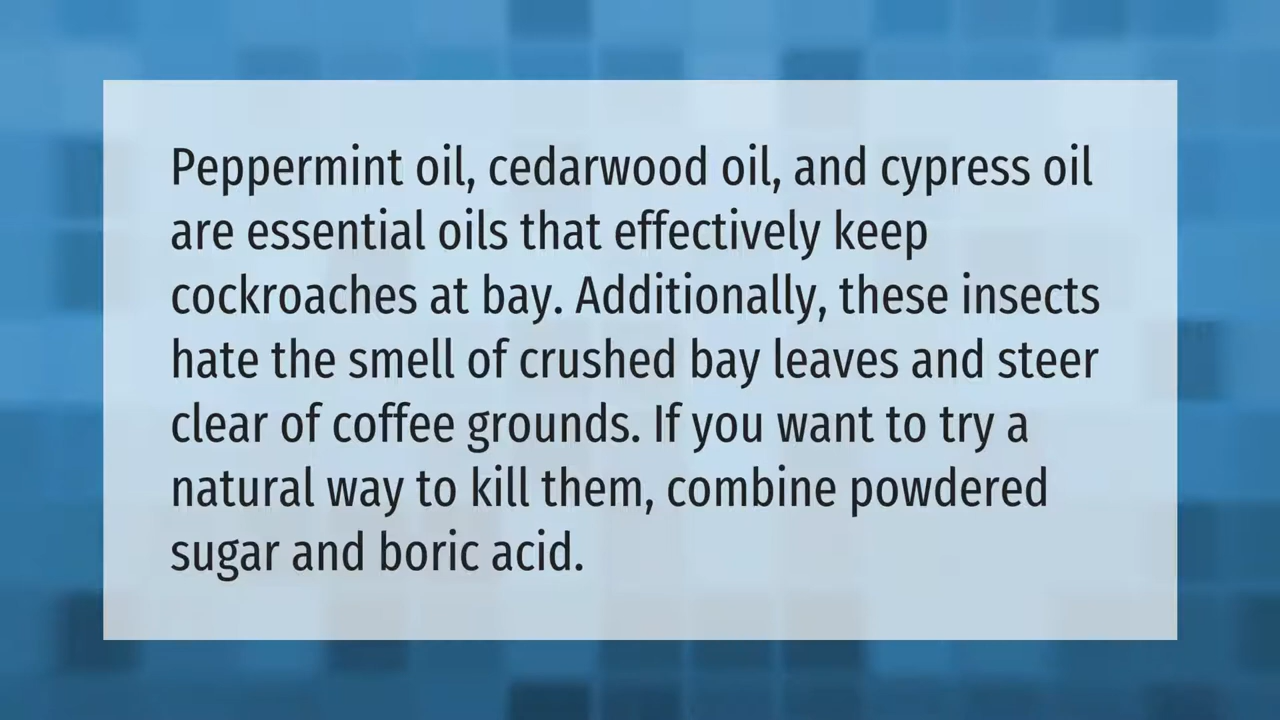 Peppermint oil, cedarwood oil, and cypress oil
are essential oils that effectively keep
cockroaches at bay. Additionally, these insects
hate the smell of crushed bay leaves and steer
clear of coffee grounds. If you want to try a
natural way to kill them, combine powdered
sugar and boric acid.